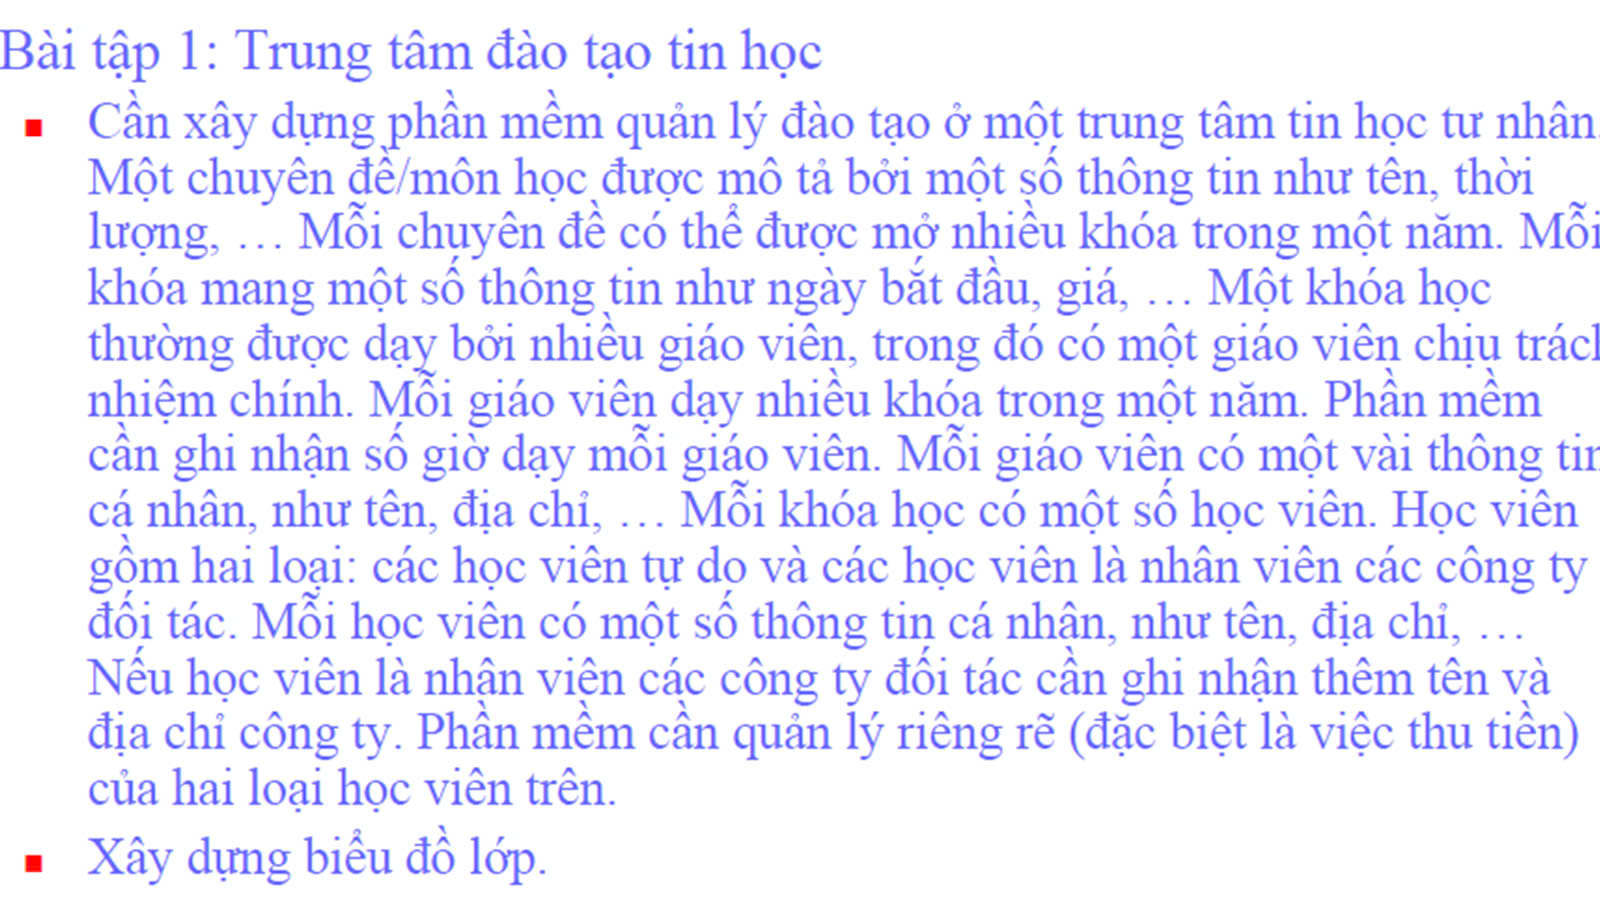 Bài tập 1: Trung tâm đào tạo tin học
Cần xây dựng phần mềm quản lý đào tạo ở một trung tâm tin học tư nhân.
Một chuyên đề/môn học được mô tả bởi một số thông tin như tên, thời
lượng, … Mỗi chuyên đề có thể được mở nhiều khóa trong một năm. Mỗi
khóa mang một số thông tin như ngày bắt đầu, giá, … Một khóa học
thường được dạy bởi nhiều giáo viên, trong đó có một giáo viên chịu trách
nhiệm chính. Mỗi giáo viên dạy nhiều khóa trong một năm. Phần mềm
cần ghi nhận số giờ dạy mỗi giáo viên. Mỗi giáo viên có một vài thông tin
cá nhân, như tên, địa chỉ, … Mỗi khóa học có một số học viên. Học viên
gồm hai loại: các học viên tự do và các học viên là nhân viên các công ty
đối tác. Mỗi học viên có một số thông tin cá nhân, như tên, địa chỉ, …
Nếu học viên là nhân viên các công ty đối tác cần ghi nhận thêm tên và
địa chỉ công ty. Phần mềm cần quản lý riêng rẽ (đặc biệt là việc thu tiền)
của hai loại học viên trên.
Xây dựng biểu đồ lớp.